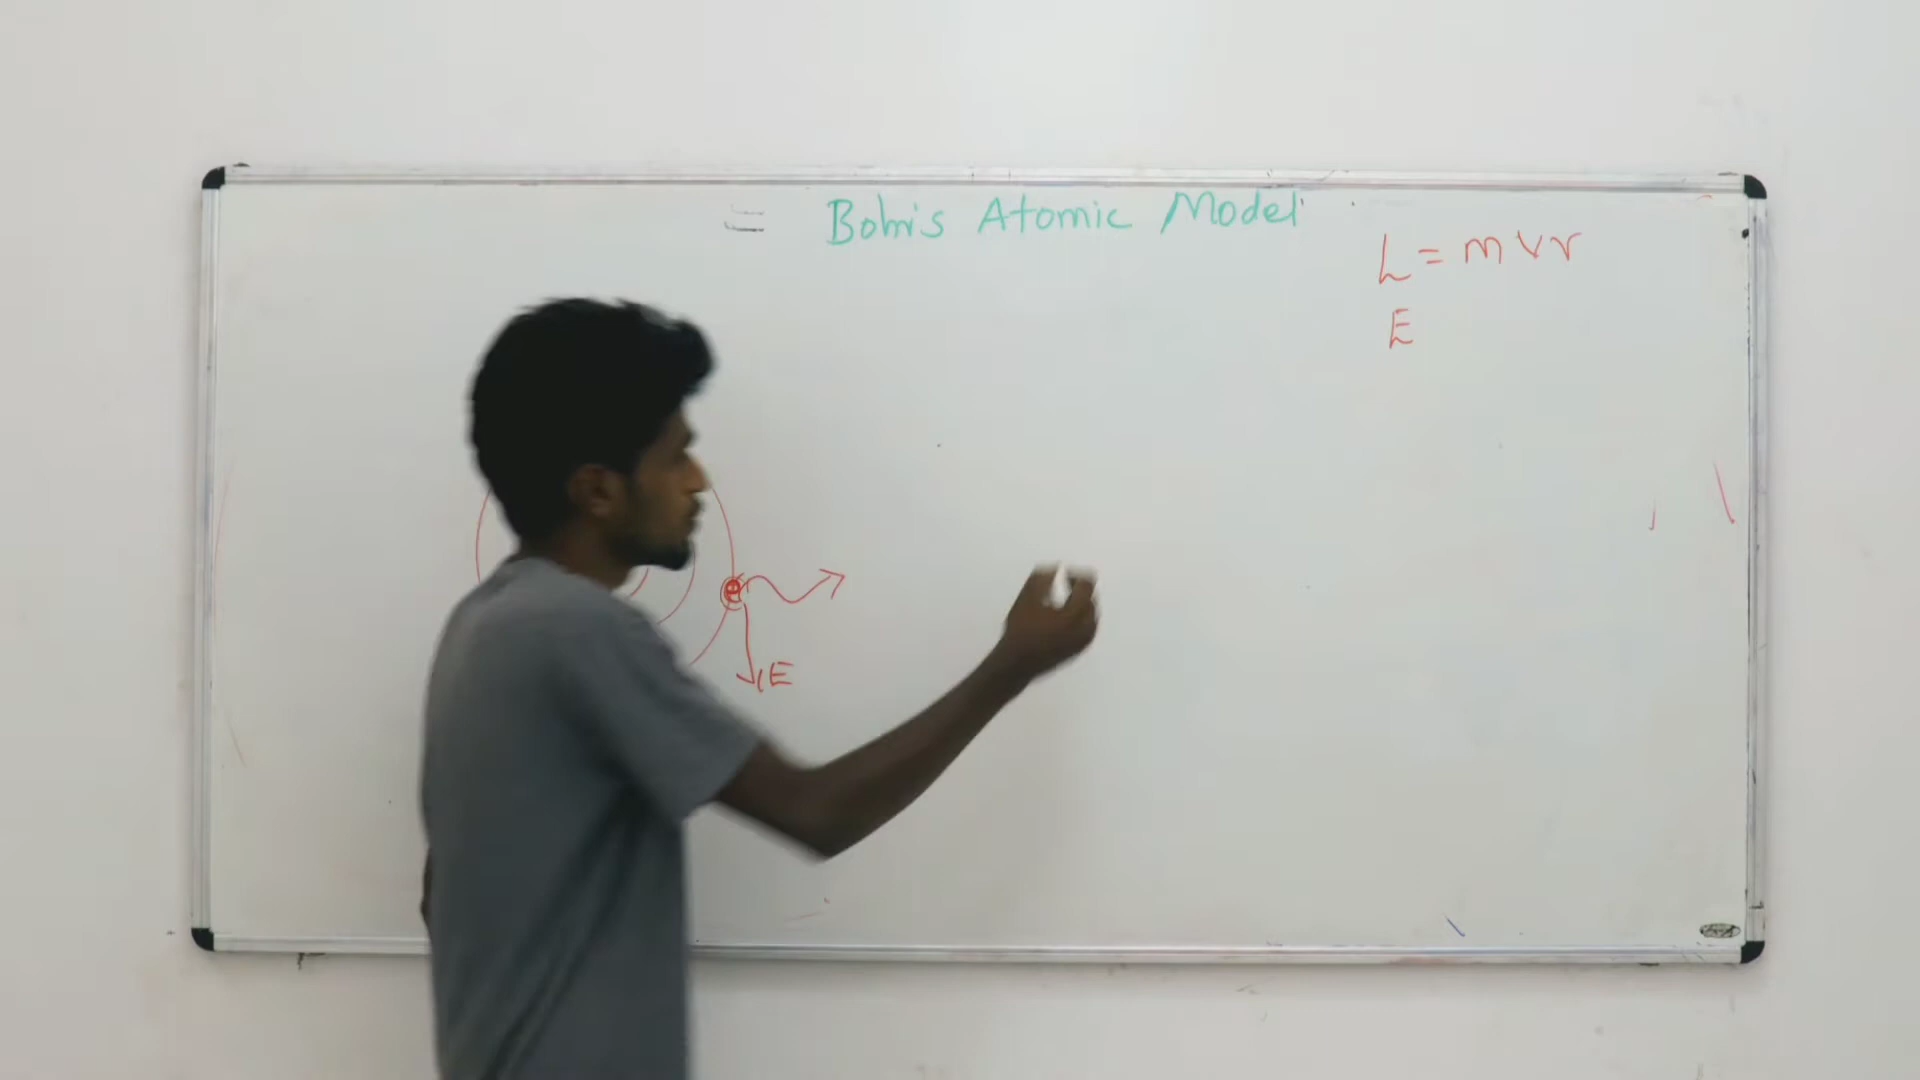 = Bohr's Atomic Model
L = mvr
E
e
E